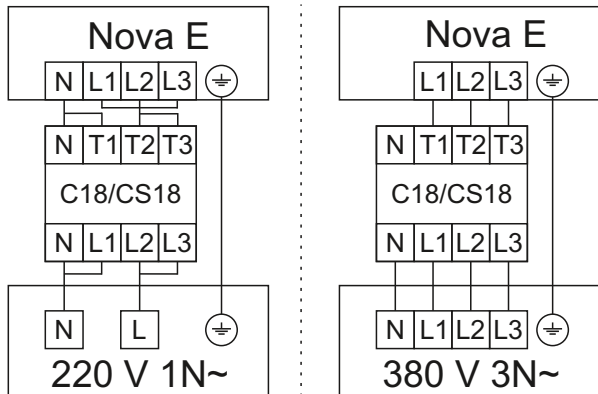 Nova E
N L1 L2 L3
N T1 T2 T3
C18/CS18
N L1 L2 L3
N L
220 V 1N~
Nova E
L1 L2 L3
N T1 T2 T3
C18/CS18
N L1 L2 L3
N L1 L2 L3
380 V 3N~